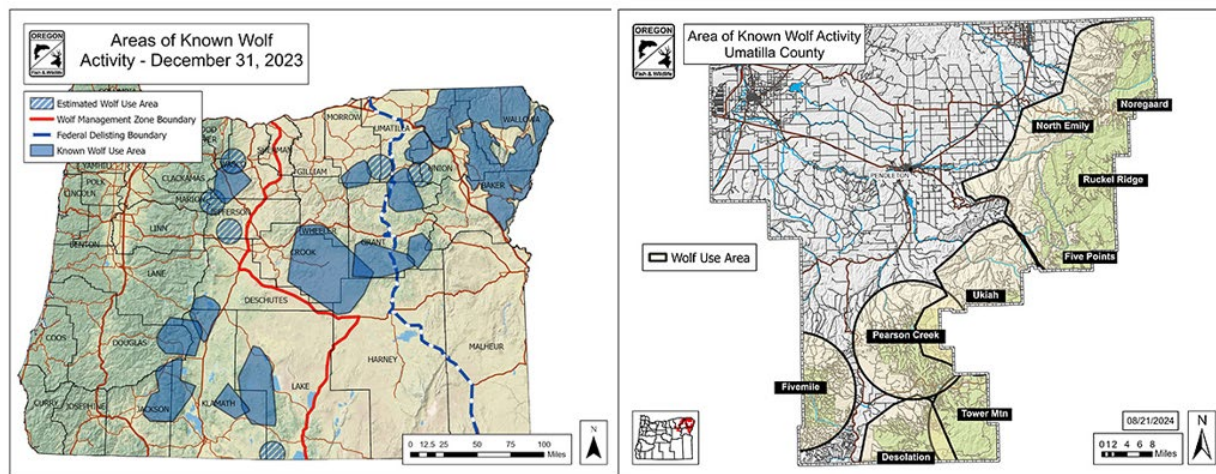 OREGON
Fish & Wildlife
Areas of Known Wolf
Activity - December 31, 2023
Estimated Wolf Use Area
Wolf Management Zone Boundary
Federal Delisting Boundary
Known Wolf Use Area
MORROW
UMATILLA
WALLOWA
UNION
BAKER
SHERMAN
GILLIAM
YAMHILL
POLK
LINCOLN
CLACKAMAS
MARION
JEFFERSON
WHEELER
GRANT
LINN
BENTON
CROOK
LANE
DESCHUTES
COOS
DOUGLAS
HARNEY
MALHEUR
LAKE
CURRY
JOSEPHINE
JACKSON
KLAMATH
0 12.5 25 50 75 100
Miles
N
OREGON
Fish & Wildlife
Area of Known Wolf Activity
Umatilla County
Noregaard
North Emily
Ruckel Ridge
PENDLETON
Wolf Use Area
Five Points
Ukiah
Pearson Creek
Fivemile
Tower Mtn
Desolation
08/21/2024
0 1 2 4 6 8
Miles
N